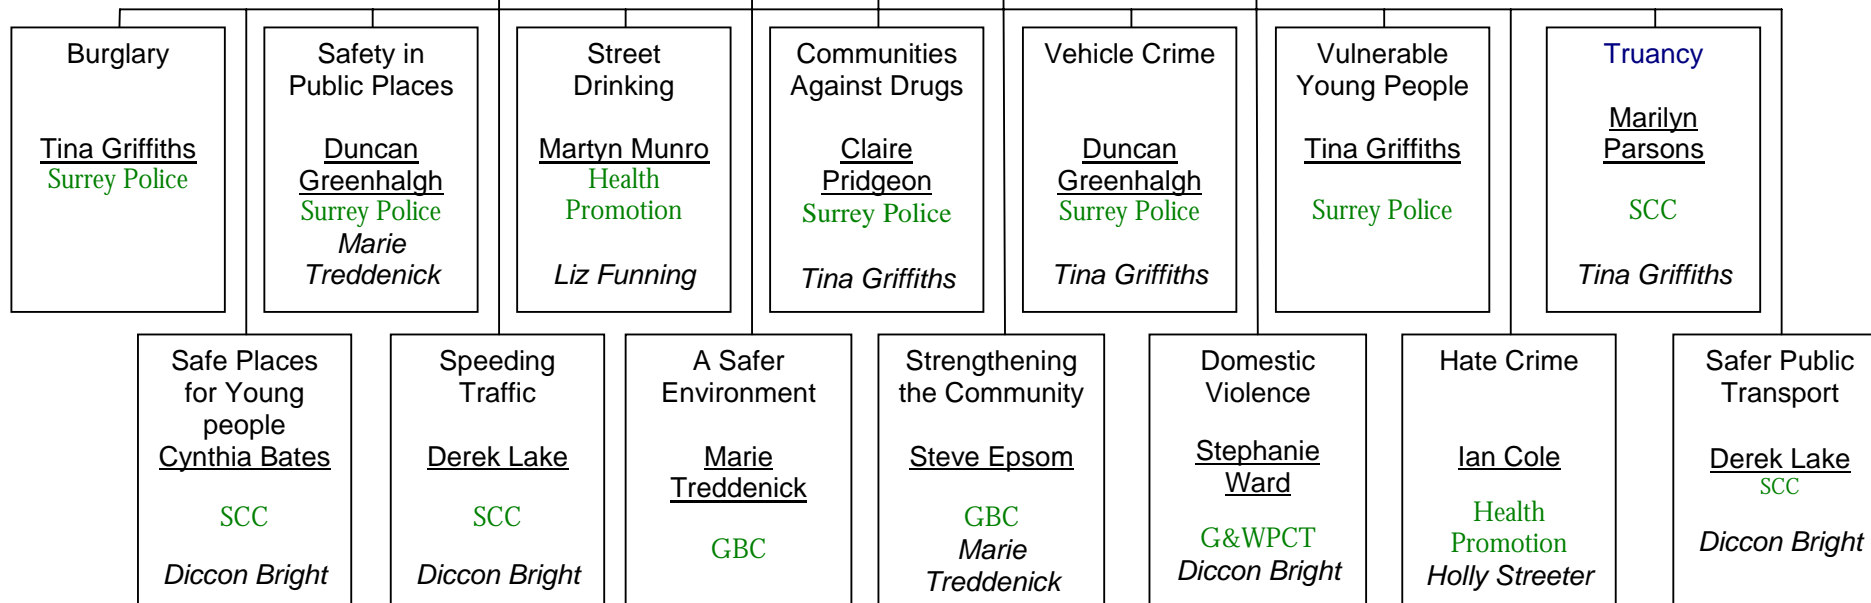 Burglary
Tina Griffiths
Surrey Police
Safety in
Public Places
Duncan
Greenhalgh
Surrey Police
Marie
Treddenick
Street
Drinking
Martyn Munro
Health
Promotion
Liz Funning
Communities
Against Drugs
Claire
Pridgeon
Surrey Police
Tina Griffiths
Vehicle Crime
Duncan
Greenhalgh
Surrey Police
Tina Griffiths
Vulnerable
Young People
Tina Griffiths
Surrey Police
Truancy
Marilyn
Parsons
SCC
Tina Griffiths
Safe Places
for Young
people
Cynthia Bates
SCC
Diccon Bright
Speeding
Traffic
Derek Lake
SCC
Diccon Bright
A Safer
Environment
Marie
Treddenick
GBC
Strengthening
the Community
Steve Epsom
GBC
Marie
Treddenick
Domestic
Violence
Stephanie
Ward
G&WPCT
Diccon Bright
Hate Crime
Ian Cole
Health
Promotion
Holly Streeter
Safer Public
Transport
Derek Lake
SCC
Diccon Bright